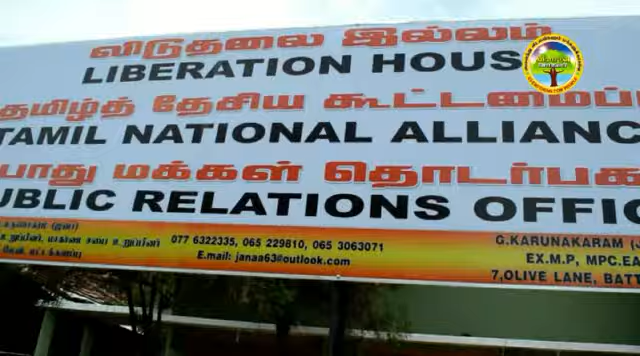 விடுதலை இல்லம்
LIBERATION HOUS
தமிழ்த் தேசிய கூட்டமைப்ப
TAMIL NATIONAL ALLIANC
பொது மக்கள் தொடர்பக
UBLIC RELATIONS OFFIC
077 6322335, 065 229810, 065 3063071
E.mail: janaa63@outlook.com
G.KARUNAKARAM (
EX.M.P, MPC.EA
7,OLIVE LANE, BATT